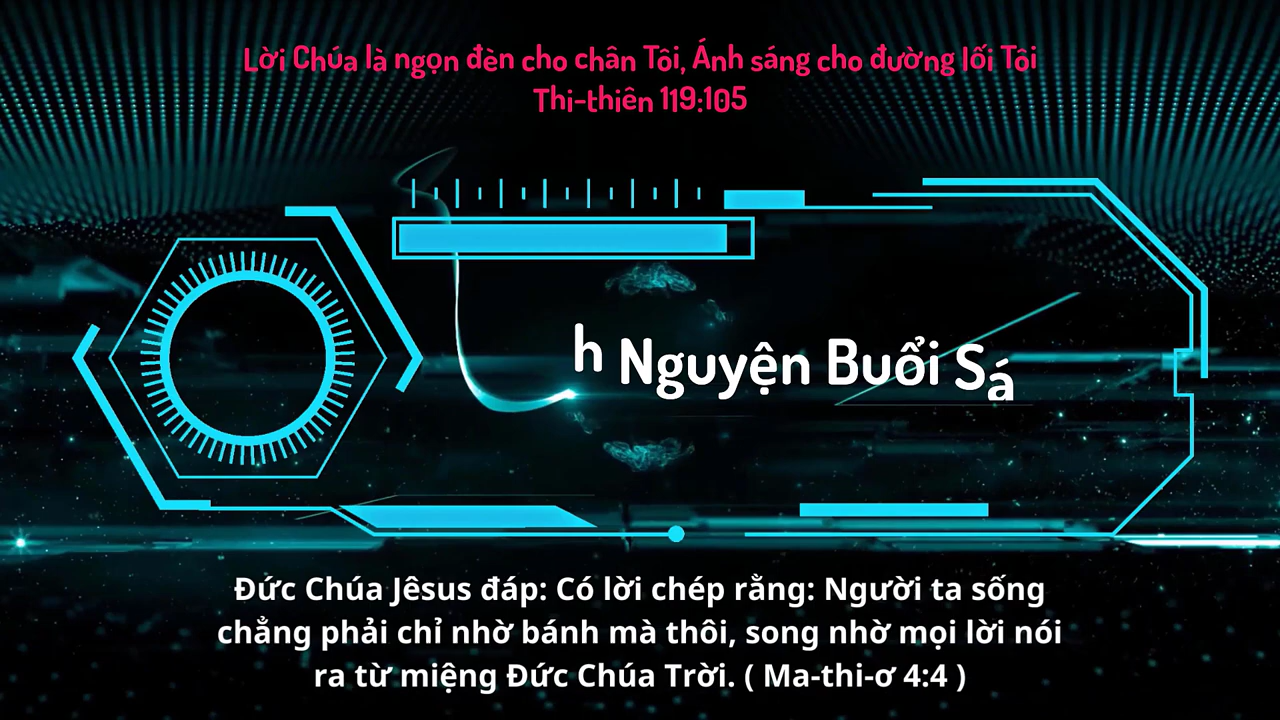 Lời Chúa là ngọn đèn cho chân Tôi, Ánh sáng cho đường lối Tôi
Thi-thiên 119:105
h Nguyện Buổi Sá
Đức Chúa Jêsus đáp: Có lời chép rằng: Người ta sống
chẳng phải chỉ nhờ bánh mà thôi, song nhờ mọi lời nói
ra từ miệng Đức Chúa Trời. ( Ma-thi-ơ 4:4 )